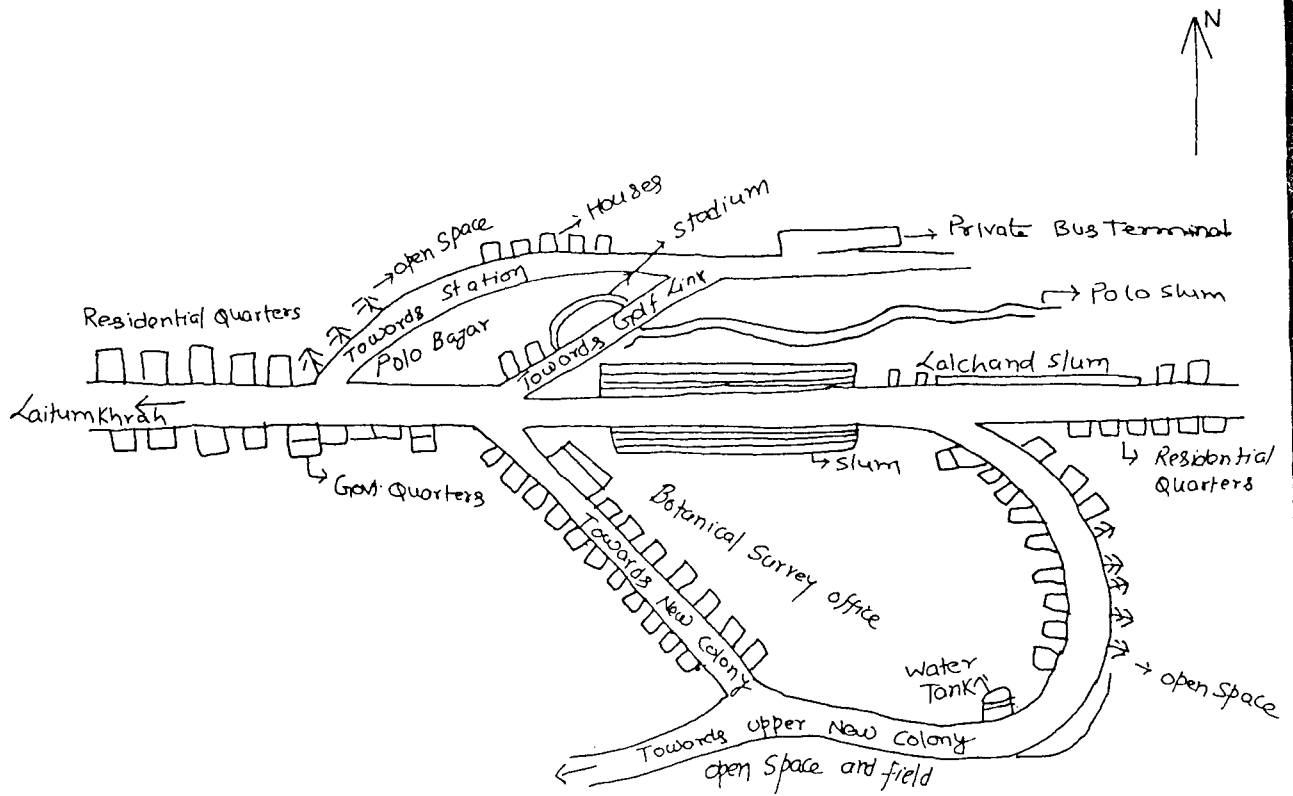 N
Houses
Stadium
open Space
Private Bus Terminal
Towards Station
Golf Link
Towards
Polo Slum
Residential Quarters
Polo Bazar
Lalchand Slum
Laitumkhrah
Slum
Residential
Quarters
Govt. Quarters
Botanical Survey office
Towards New Colony
Water
Tank
open Space
Towards Upper New Colony
open Space and field